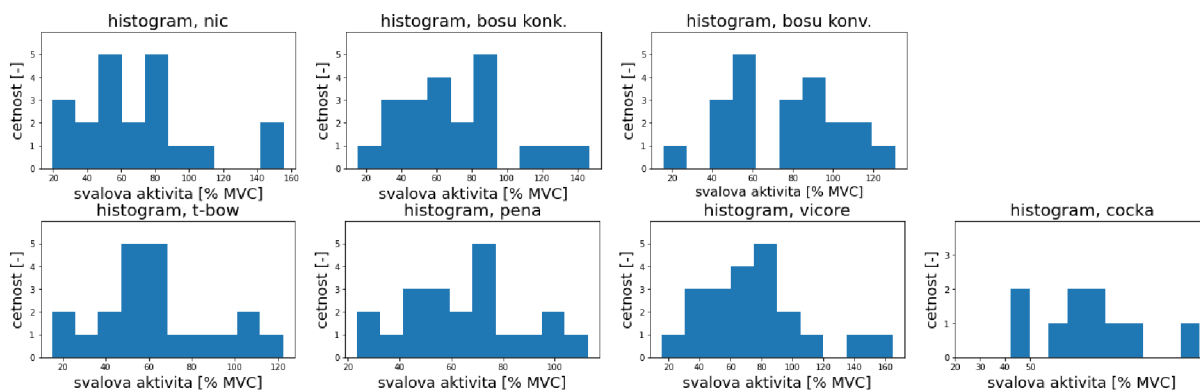 histogram, nic
cetnost [-]
5
4
3
2
1
0
20 40 60 80 100 120 140 160
svalova aktivita [% MVC]
histogram, bosu konk.
cetnost [-]
5
4
3
2
1
0
20 40 60 80 100 120 140
svalova aktivita [% MVC]
histogram, bosu konv.
cetnost [-]
5
4
3
2
1
0
20 40 60 80 100 120
svalova aktivita [% MVC]
histogram, t-bow
cetnost [-]
5
4
3
2
1
0
20 40 60 80 100 120
svalova aktivita [% MVC]
histogram, pena
cetnost [-]
5
4
3
2
1
0
40 60 80 100
svalova aktivita [% MVC]
histogram, vicore
cetnost [-]
5
4
3
2
1
0
20 40 60 80 100 120 140 160
svalova aktivita [% MVC]
histogram, cocka
cetnost [-]
3
2
1
0
20 30 40 50
svalova aktivita [% MVC]